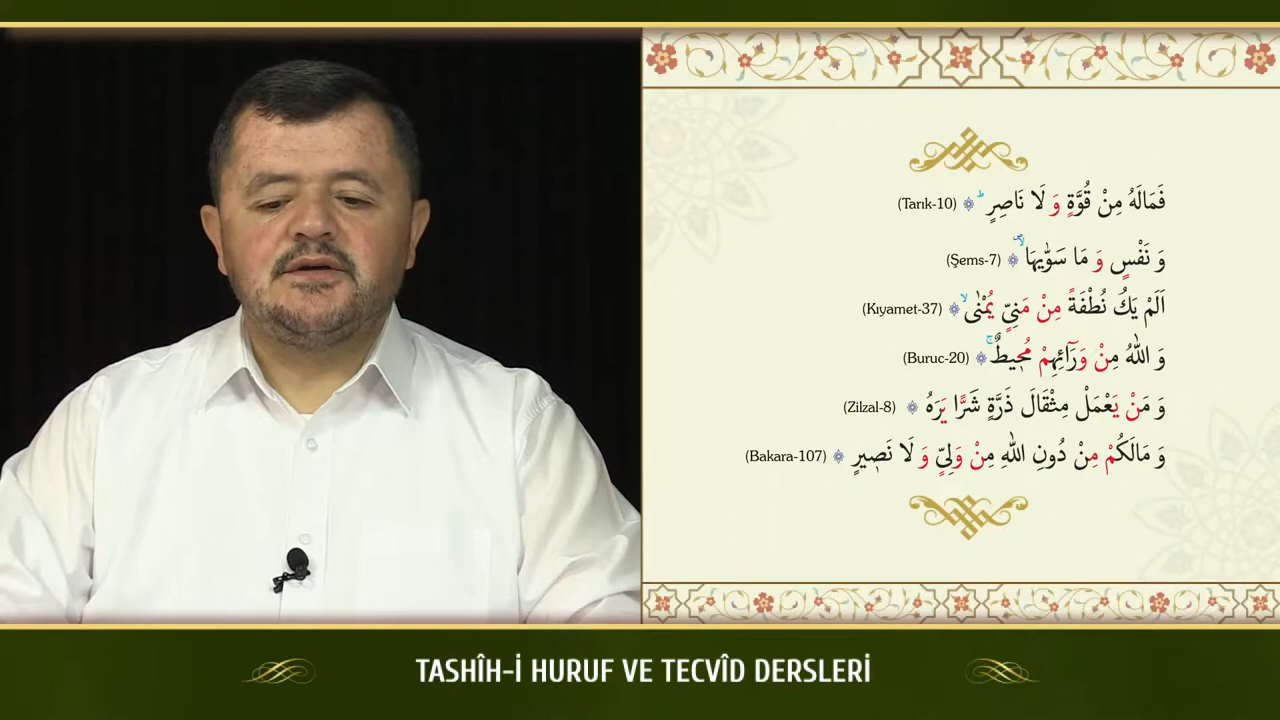 فَمَالَهُ مِنْ قُوَّةٍ وَ لَا نَاصِرٍ ۜ (Tarık-10)
وَ نَفْسٍ وَ مَا سَوّٰيهَاۙ (Şems-7)
اَلَمْ يَكُ نُطْفَةً مِنْ مَنِيٍّ يُمْنٰىۙ (Kıyamet-37)
وَ اللّٰهُ مِنْ وَرَٓائِهِمْ مُح۪يطٌۚ (Buruc-20)
وَ مَنْ يَعْمَلْ مِثْقَالَ ذَرَّةٍ شَرًّا يَرَهُ (Zilzal-8)
وَ مَالَكُمْ مِنْ دُونِ اللّٰهِ مِنْ وَلِيٍّ وَ لَا نَص۪يرٍ (Bakara-107)
TASHÎH-İ HURUF VE TECVÎD DERSLERİ